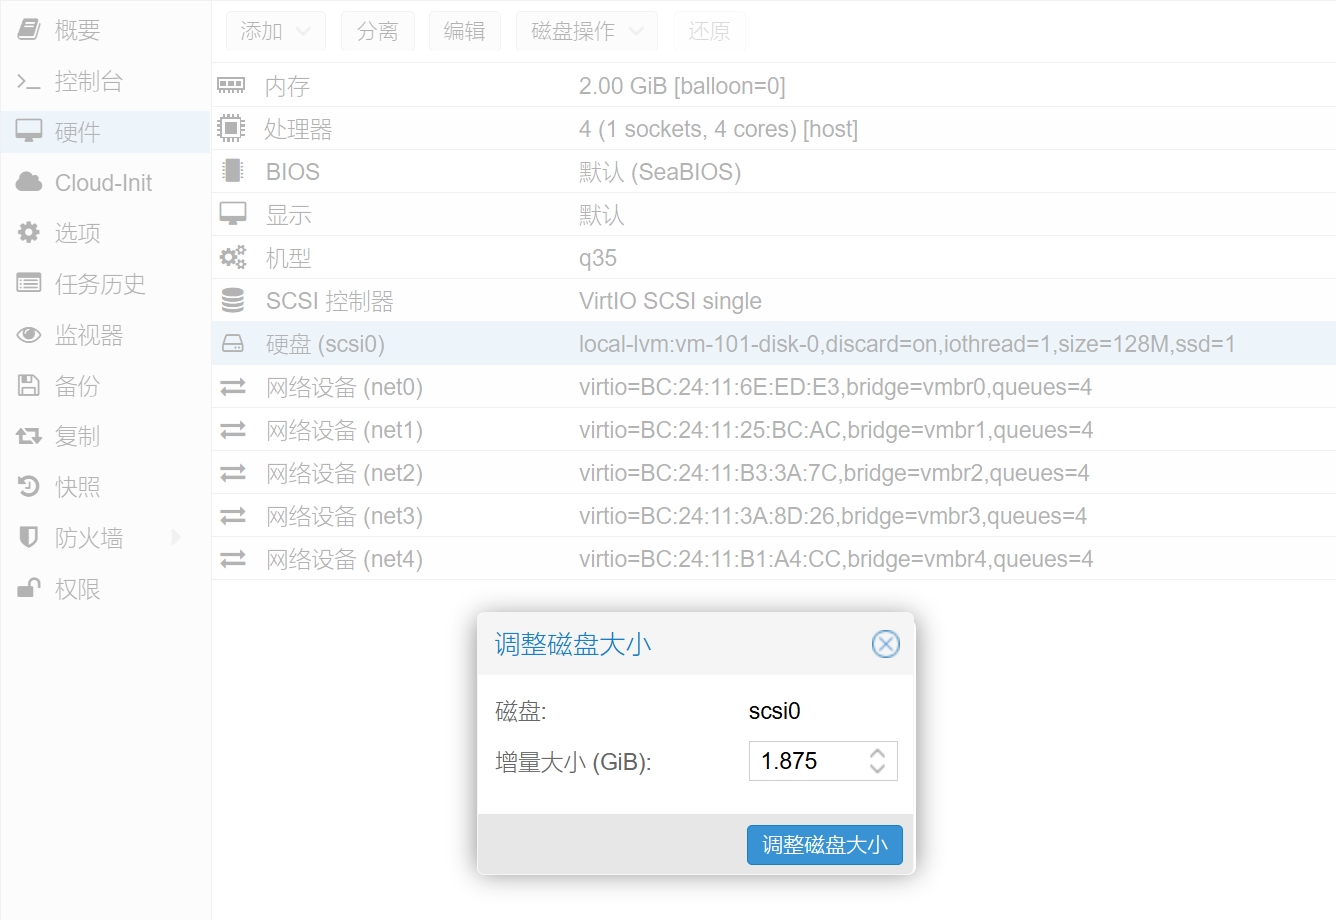 概要
控制台
硬件
Cloud-Init
选项
任务历史
监视器
备份
复制
快照
防火墙
权限
添加 分离 编辑 磁盘操作 还原
内存 2.00 GiB [balloon=0]
处理器 4 (1 sockets, 4 cores) [host]
BIOS 默认 (SeaBIOS)
显示 默认
机型 q35
SCSI 控制器 VirtIO SCSI single
硬盘 (scsi0) local-lvm:vm-101-disk-0,discard=on,iothread=1,size=128M,ssd=1
网络设备 (net0) virtio=BC:24:11:6E:ED:E3,bridge=vmbr0,queues=4
网络设备 (net1) virtio=BC:24:11:25:BC:AC,bridge=vmbr1,queues=4
网络设备 (net2) virtio=BC:24:11:B3:3A:7C,bridge=vmbr2,queues=4
网络设备 (net3) virtio=BC:24:11:3A:8D:26,bridge=vmbr3,queues=4
网络设备 (net4) virtio=BC:24:11:B1:A4:CC,bridge=vmbr4,queues=4
调整磁盘大小
磁盘: scsi0
增量大小 (GiB): 1.875
调整磁盘大小